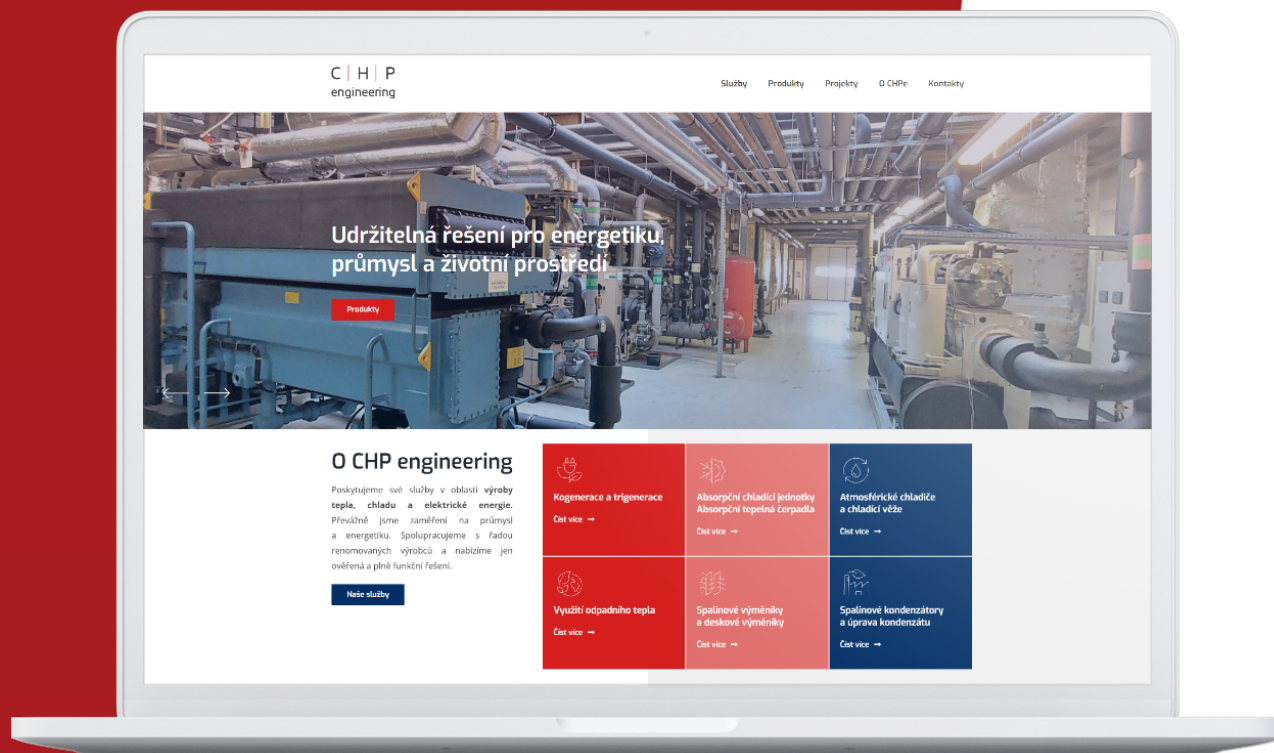 C H P
engineering
Služby
Produkty
Projekty
O CHPe
Kontakty
Udržitelná řešení pro energetiku,
průmysl a životní prostředí
Produkty
O CHP engineering
Poskytujeme své služby v oblasti výroby
tepla, chladu a elektrické energie.
Převážně jsme zaměřeni na průmysl
a energetiku. Spolupracujeme s řadou
renomovaných výrobců a nabízíme jen
ověřená a plně funkční řešení.
Naše služby
Kogenerace a trigenerace
Číst více →
Absorpční chladící jednotky
Absorpční tepelná čerpadla
Číst více →
Atmosférické chladiče
a chladící věže
Číst více →
Využití odpadního tepla
Číst více →
Spalinové výměníky
a deskové výměníky
Číst více →
Spalinové kondenzátory
a úprava kondenzátu
Číst více →